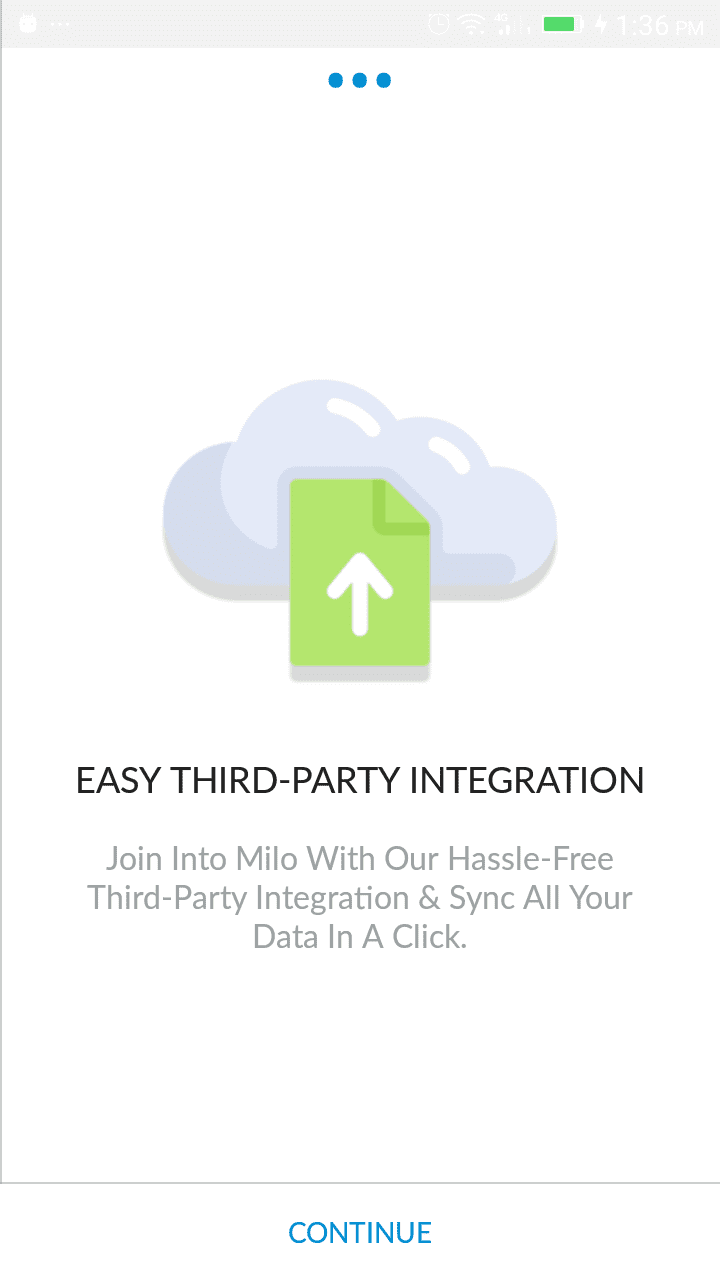 4G 1:36 PM
EASY THIRD-PARTY INTEGRATION
Join Into Milo With Our Hassle-Free
Third-Party Integration & Sync All Your
Data In A Click.
CONTINUE